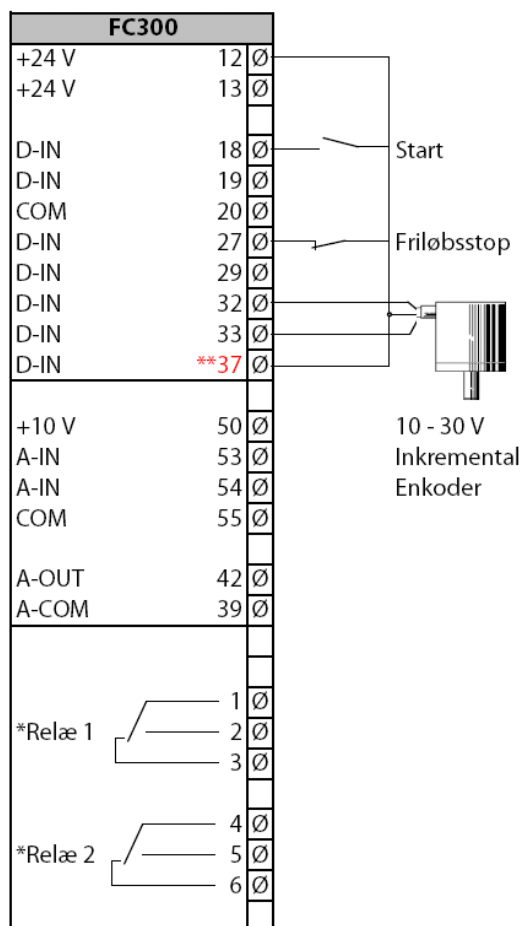 FC300
+24 V 12 Ø
+24 V 13 Ø
D-IN 18 Ø Start
D-IN 19 Ø
COM 20 Ø
D-IN 27 Ø Friløbsstop
D-IN 29 Ø
D-IN 32 Ø
D-IN 33 Ø
D-IN **37 Ø
+10 V 50 Ø 10 - 30 V
A-IN 53 Ø Inkremental
A-IN 54 Ø Enkoder
COM 55 Ø
A-OUT 42 Ø
A-COM 39 Ø
1 Ø
*Relæ 1 2 Ø
3 Ø
4 Ø
*Relæ 2 5 Ø
6 Ø